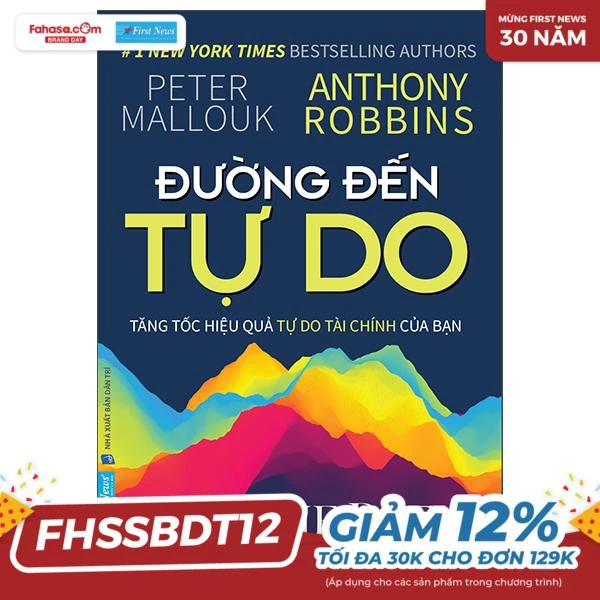 Fahasa.com
BRAND DAY
First News
MỪNG FIRST NEWS
30 NĂM
# 1 NEW YORK TIMES BESTSELLING AUTHORS
PETER
MALLOUK
ANTHONY
ROBBINS
ĐƯỜNG ĐẾN
TỰ DO
TĂNG TỐC HIỆU QUẢ TỰ DO TÀI CHÍNH CỦA BẠN
NHÀ XUẤT BẢN DÂN TRÍ
News
FHSSBDT12
GIẢM 12%
TỐI ĐA 30K CHO ĐƠN 129K
(Áp dụng cho các sản phẩm trong chương trình)